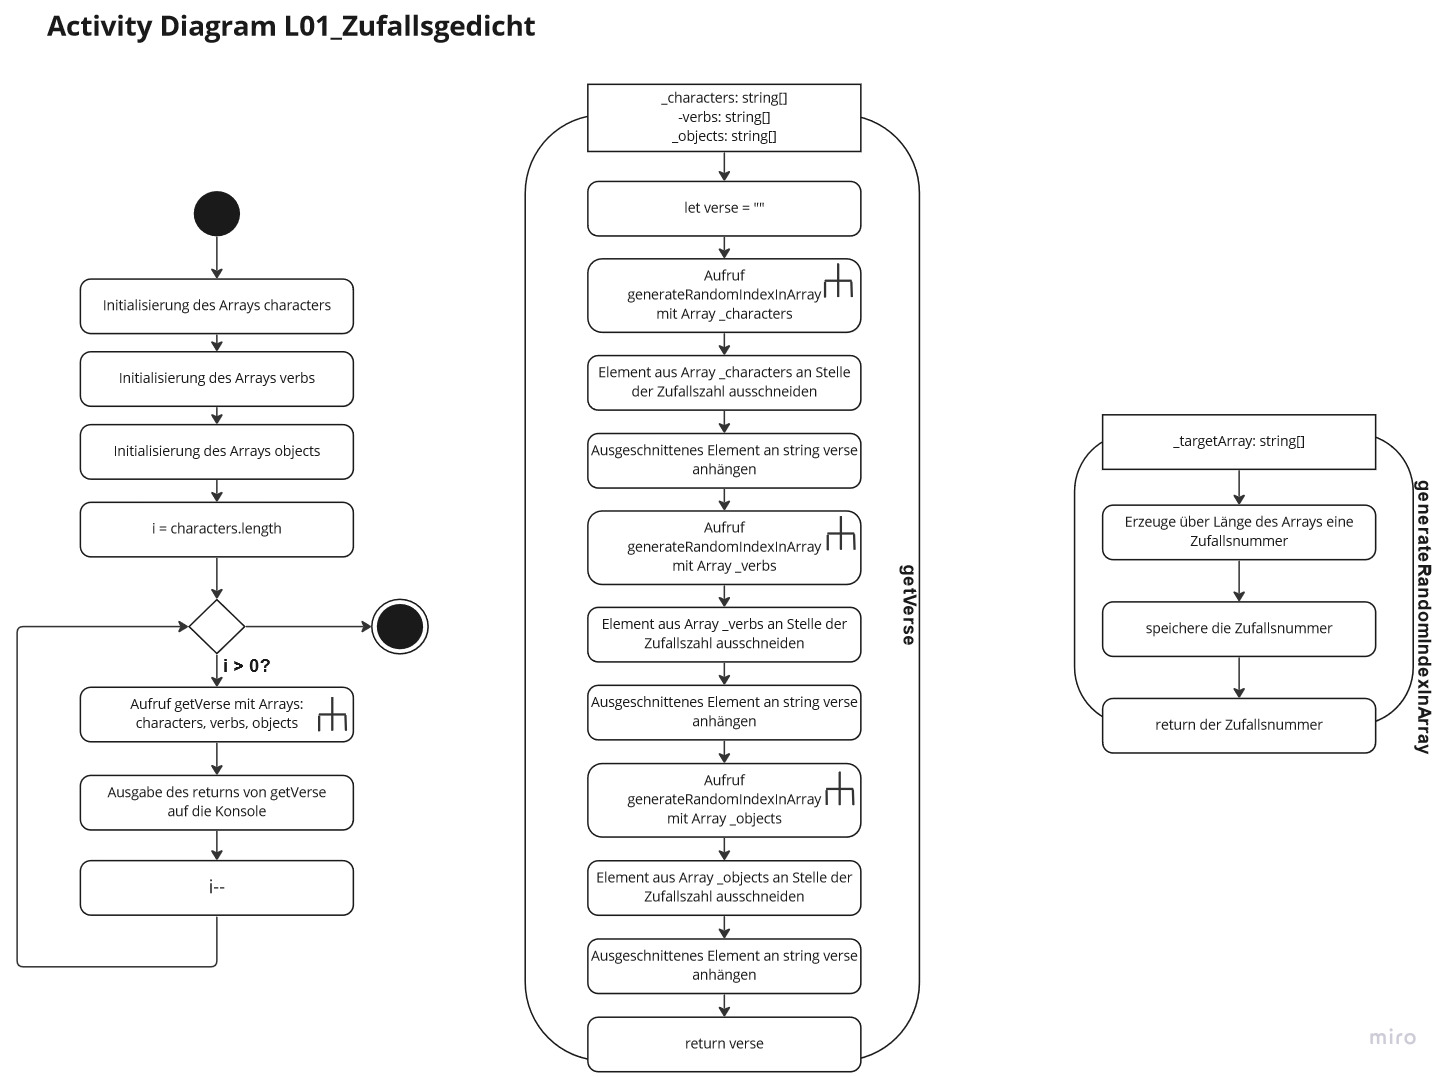 Activity Diagram L01_Zufallsgedicht
Initialisierung des Arrays characters
Initialisierung des Arrays verbs
Initialisierung des Arrays objects
i = characters.length
i > 0?
Aufruf getVerse mit Arrays:
characters, verbs, objects
Ausgabe des returns von getVerse
auf die Konsole
i--
_characters: string[]
-verbs: string[]
_objects: string[]
let verse = ""
Aufruf
generateRandomIndexInArray
mit Array _characters
Element aus Array _characters an Stelle
der Zufallszahl ausschneiden
Ausgeschnittenes Element an string verse
anhängen
Aufruf
generateRandomIndexInArray
mit Array _verbs
Element aus Array _verbs an Stelle der
Zufallszahl ausschneiden
Ausgeschnittenes Element an string verse
anhängen
Aufruf
generateRandomIndexInArray
mit Array _objects
Element aus Array _objects an Stelle der
Zufallszahl ausschneiden
Ausgeschnittenes Element an string verse
anhängen
return verse
getVerse
_targetArray: string[]
Erzeuge über Länge des Arrays eine
Zufallsnummer
speichere die Zufallsnummer
return der Zufallsnummer
generateRandomIndexInArray
miro